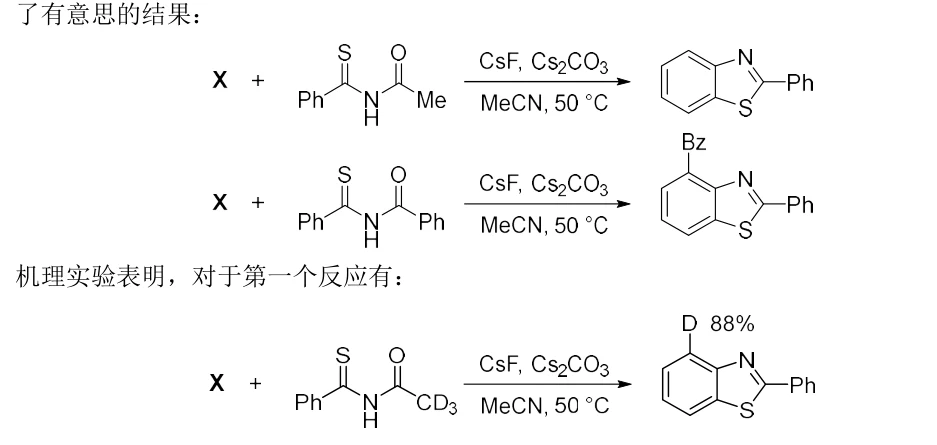 了有意思的结果：
X + Ph S N H O Me CsF, Cs₂CO₃ MeCN, 50 °C N S Ph
X + Ph S N H O Ph CsF, Cs₂CO₃ MeCN, 50 °C Bz N S Ph
机理实验表明，对于第一个反应有：
X + Ph S N H O CD₃ CsF, Cs₂CO₃ MeCN, 50 °C D 88% N S Ph